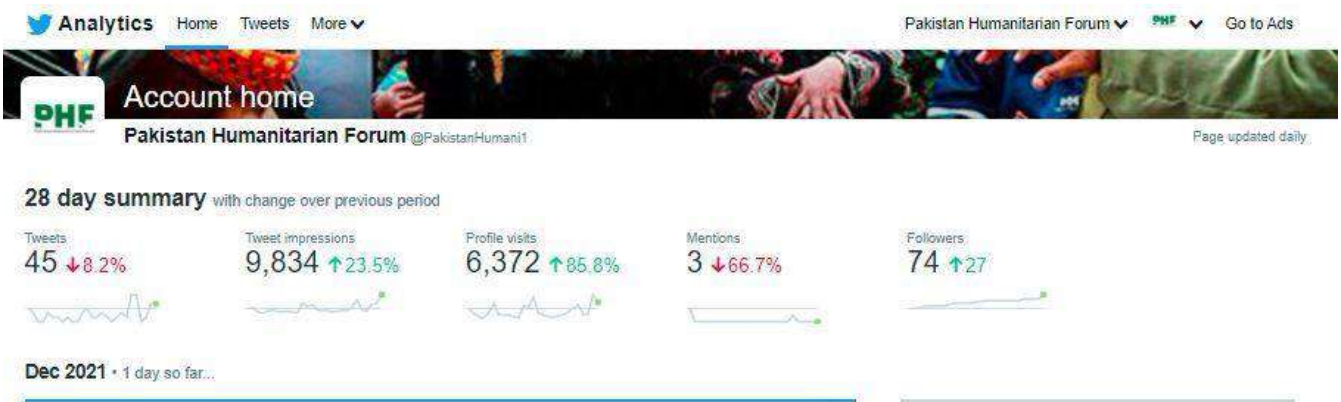 Analytics Home Tweets More Pakistan Humanitarian Forum PHF Go to Ads
PHF
Account home
Pakistan Humanitarian Forum @PakistanHumani1 Page updated daily
28 day summary with change over previous period
Tweets Tweet impressions Profile visits Mentions Followers
45 ↓8.2% 9,834 ↑23.5% 6,372 ↑85.8% 3 ↓66.7% 74 ↑27
Dec 2021 • 1 day so far...